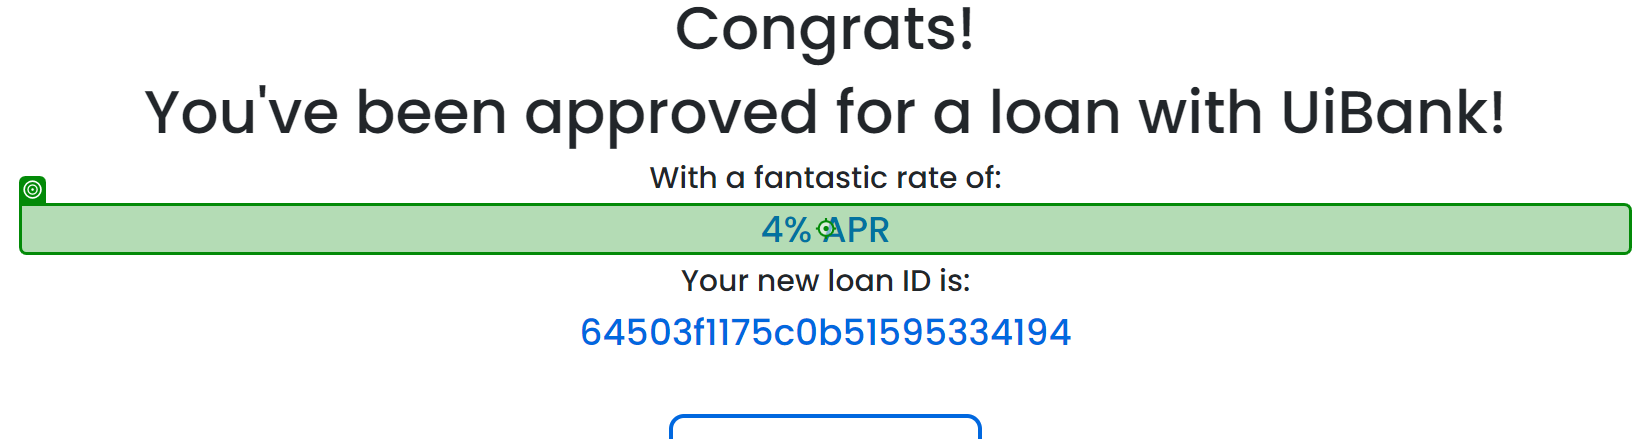 Congrats!
You've been approved for a loan with UiBank!
With a fantastic rate of:
4% APR
Your new loan ID is:
64503f1175c0b51595334194